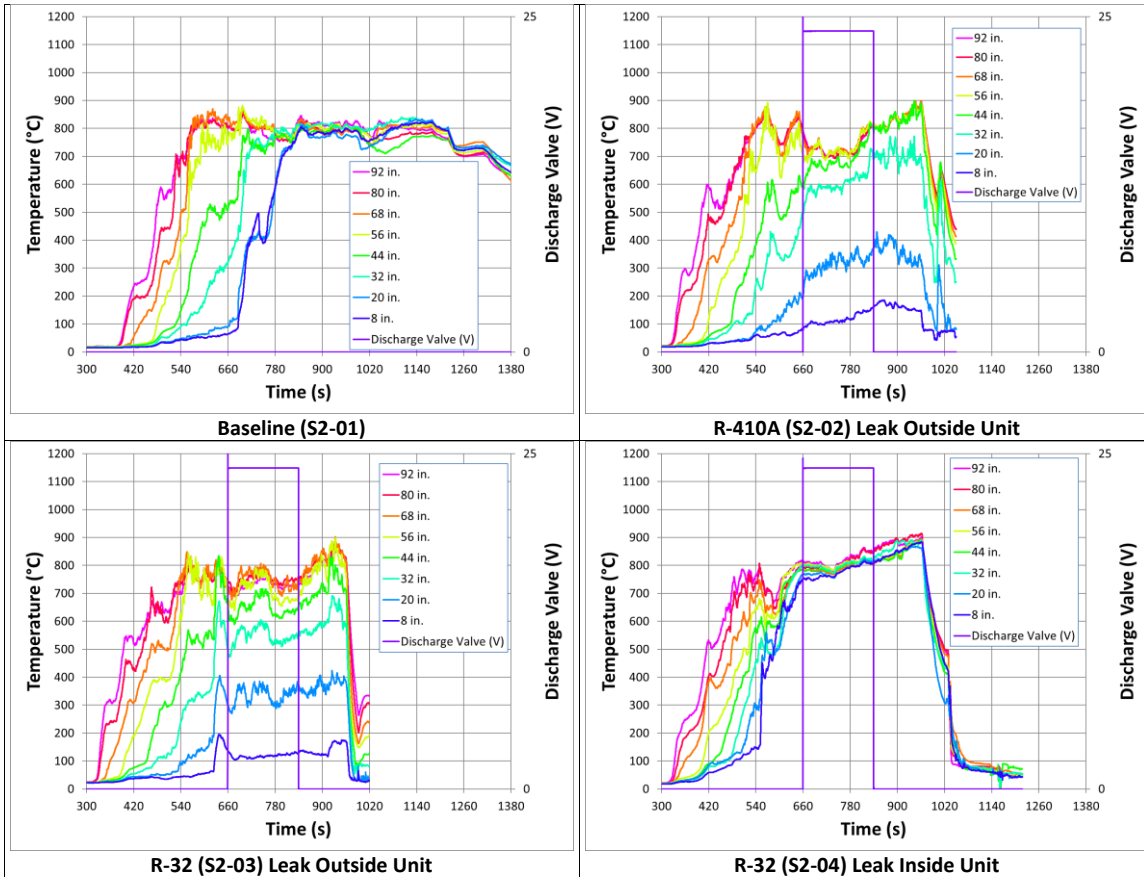 1200
1100
1000
900
800
700
600
500
400
300
200
100
0
Temperature (°C)
25
0
Discharge Valve (V)
92 in.
80 in.
68 in.
56 in.
44 in.
32 in.
20 in.
8 in.
Discharge Valve (V)
300 420 540 660 780 900 1020 1140 1260 1380
Time (s)
Baseline (S2-01)
1200
1100
1000
900
800
700
600
500
400
300
200
100
0
Temperature (°C)
25
0
Discharge Valve (V)
92 in.
80 in.
68 in.
56 in.
44 in.
32 in.
20 in.
8 in.
Discharge Valve (V)
300 420 540 660 780 900 1020 1140 1260 1380
Time (s)
R-410A (S2-02) Leak Outside Unit
1200
1100
1000
900
800
700
600
500
400
300
200
100
0
Temperature (°C)
25
0
Discharge Valve (V)
92 in.
80 in.
68 in.
56 in.
44 in.
32 in.
20 in.
8 in.
Discharge Valve (V)
300 420 540 660 780 900 1020 1140 1260 1380
Time (s)
R-32 (S2-03) Leak Outside Unit
1200
1100
1000
900
800
700
600
500
400
300
200
100
0
Temperature (°C)
25
0
Discharge Valve (V)
92 in.
80 in.
68 in.
56 in.
44 in.
32 in.
20 in.
8 in.
Discharge Valve (V)
300 420 540 660 780 900 1020 1140 1260 1380
Time (s)
R-32 (S2-04) Leak Inside Unit